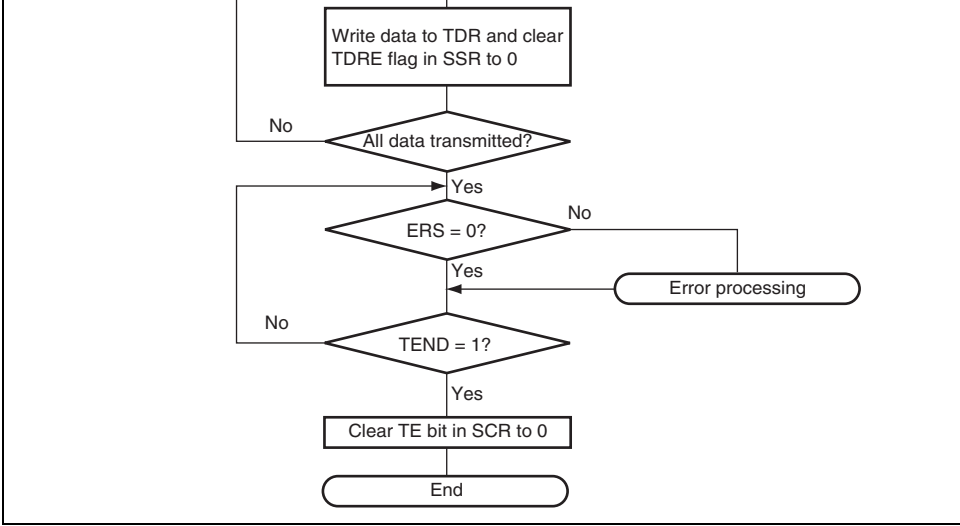 Write data to TDR and clear
TDRE flag in SSR to 0
No
All data transmitted?
Yes
ERS = 0?
No
Yes
Error processing
No
TEND = 1?
Yes
Clear TE bit in SCR to 0
End